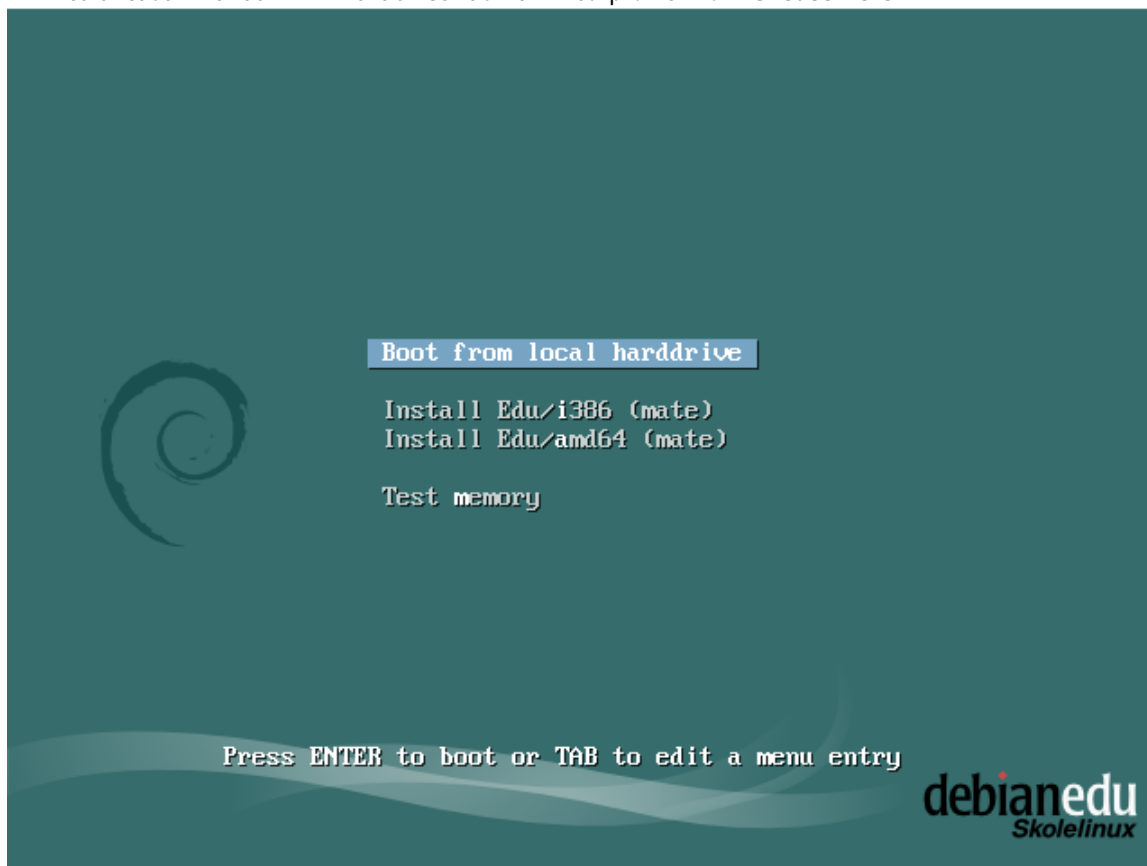 Boot from local harddrive
Install Edu/i386 (mate)
Install Edu/amd64 (mate)
Test memory
Press ENTER to boot or TAB to edit a menu entry
debianedu
Skolelinux